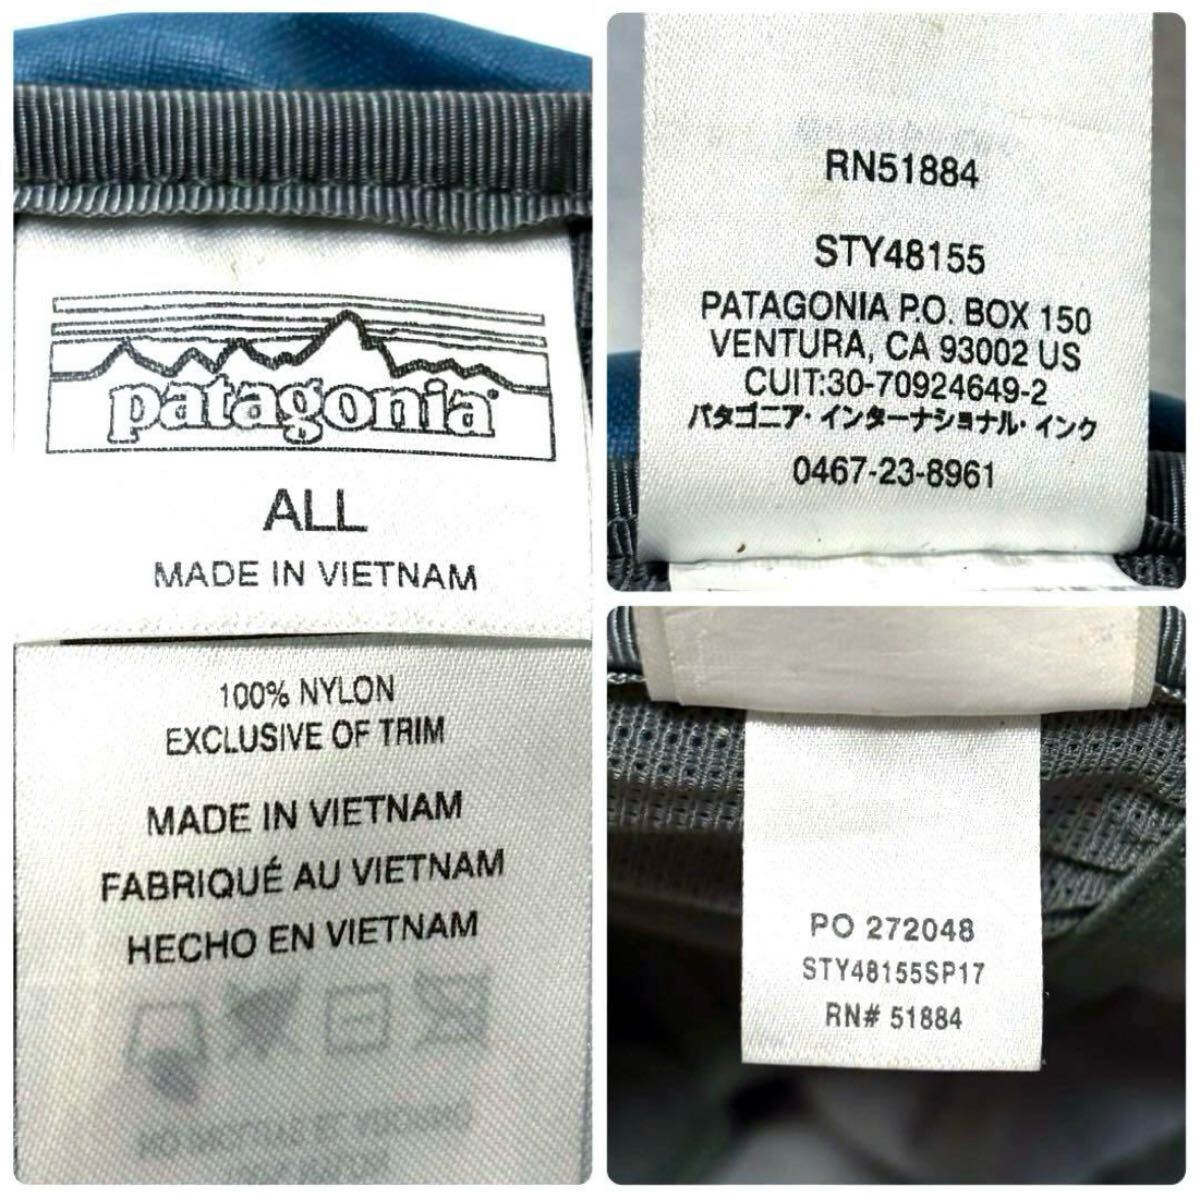 patagonia
ALL
MADE IN VIETNAM
100% NYLON
EXCLUSIVE OF TRIM
MADE IN VIETNAM
FABRIQUÉ AU VIETNAM
HECHO EN VIETNAM
RN51884
STY48155
PATAGONIA P.O. BOX 150
VENTURA, CA 93002 US
CUIT:30-70924649-2
パタゴニア・インターナショナル・インク
0467-23-8961
PO 272048
STY48155SP17
RN# 51884